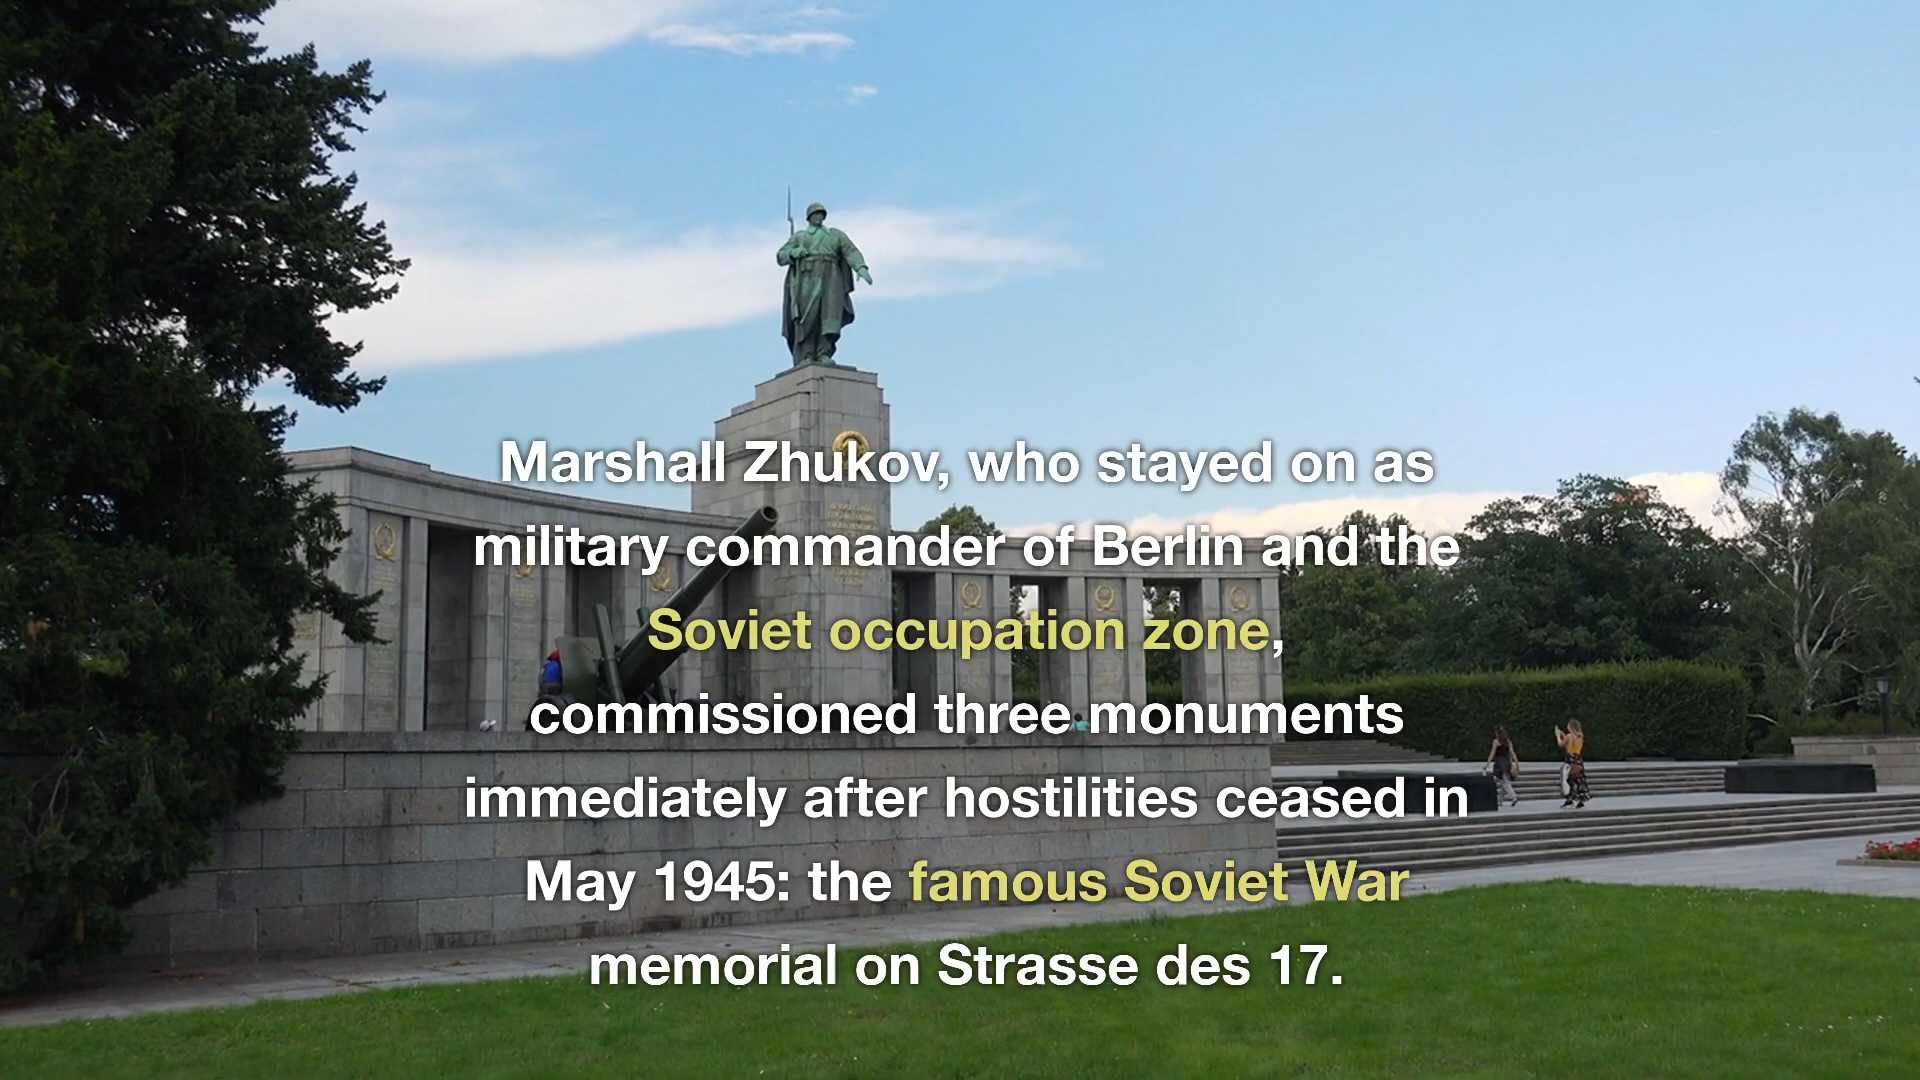 Marshall Zhukov, who stayed on as
military commander of Berlin and the
Soviet occupation zone,
commissioned three monuments
immediately after hostilities ceased in
May 1945: the famous Soviet War
memorial on Strasse des 17.